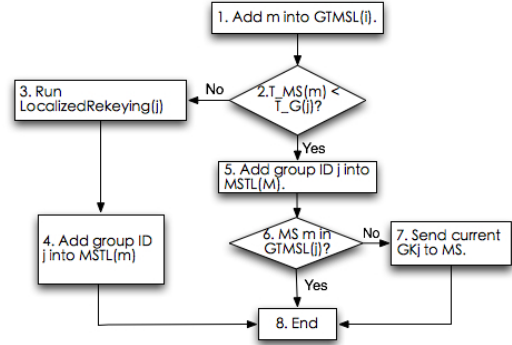 1. Add m into GTMSL(i).
2.T_MS(m) <
T_G(j)?
No
3. Run
LocalizedRekeying(j)
Yes
5. Add group ID j into
MSTL(M).
4. Add group ID
j into MSTL(m)
6. MS m in
GTMSL(j)?
No
7. Send current
GKj to MS.
Yes
8. End